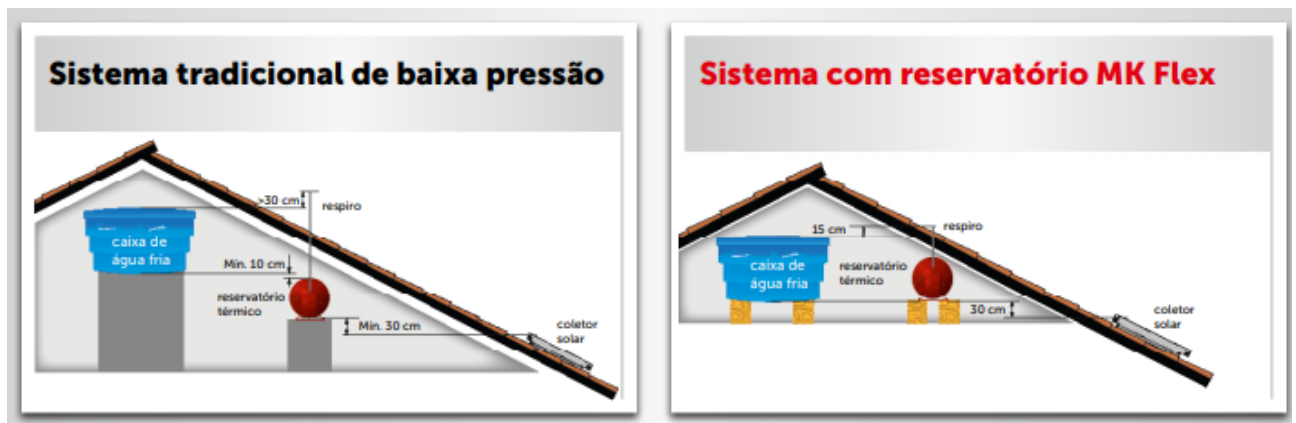 Sistema tradicional de baixa pressão
>30 cm
respiro
caixa de
água fria
Mín. 10 cm
reservatório
térmico
Mín. 30 cm
coletor
solar
Sistema com reservatório MK Flex
15 cm
respiro
caixa de
água fria
reservatório
térmico
30 cm
coletor
solar